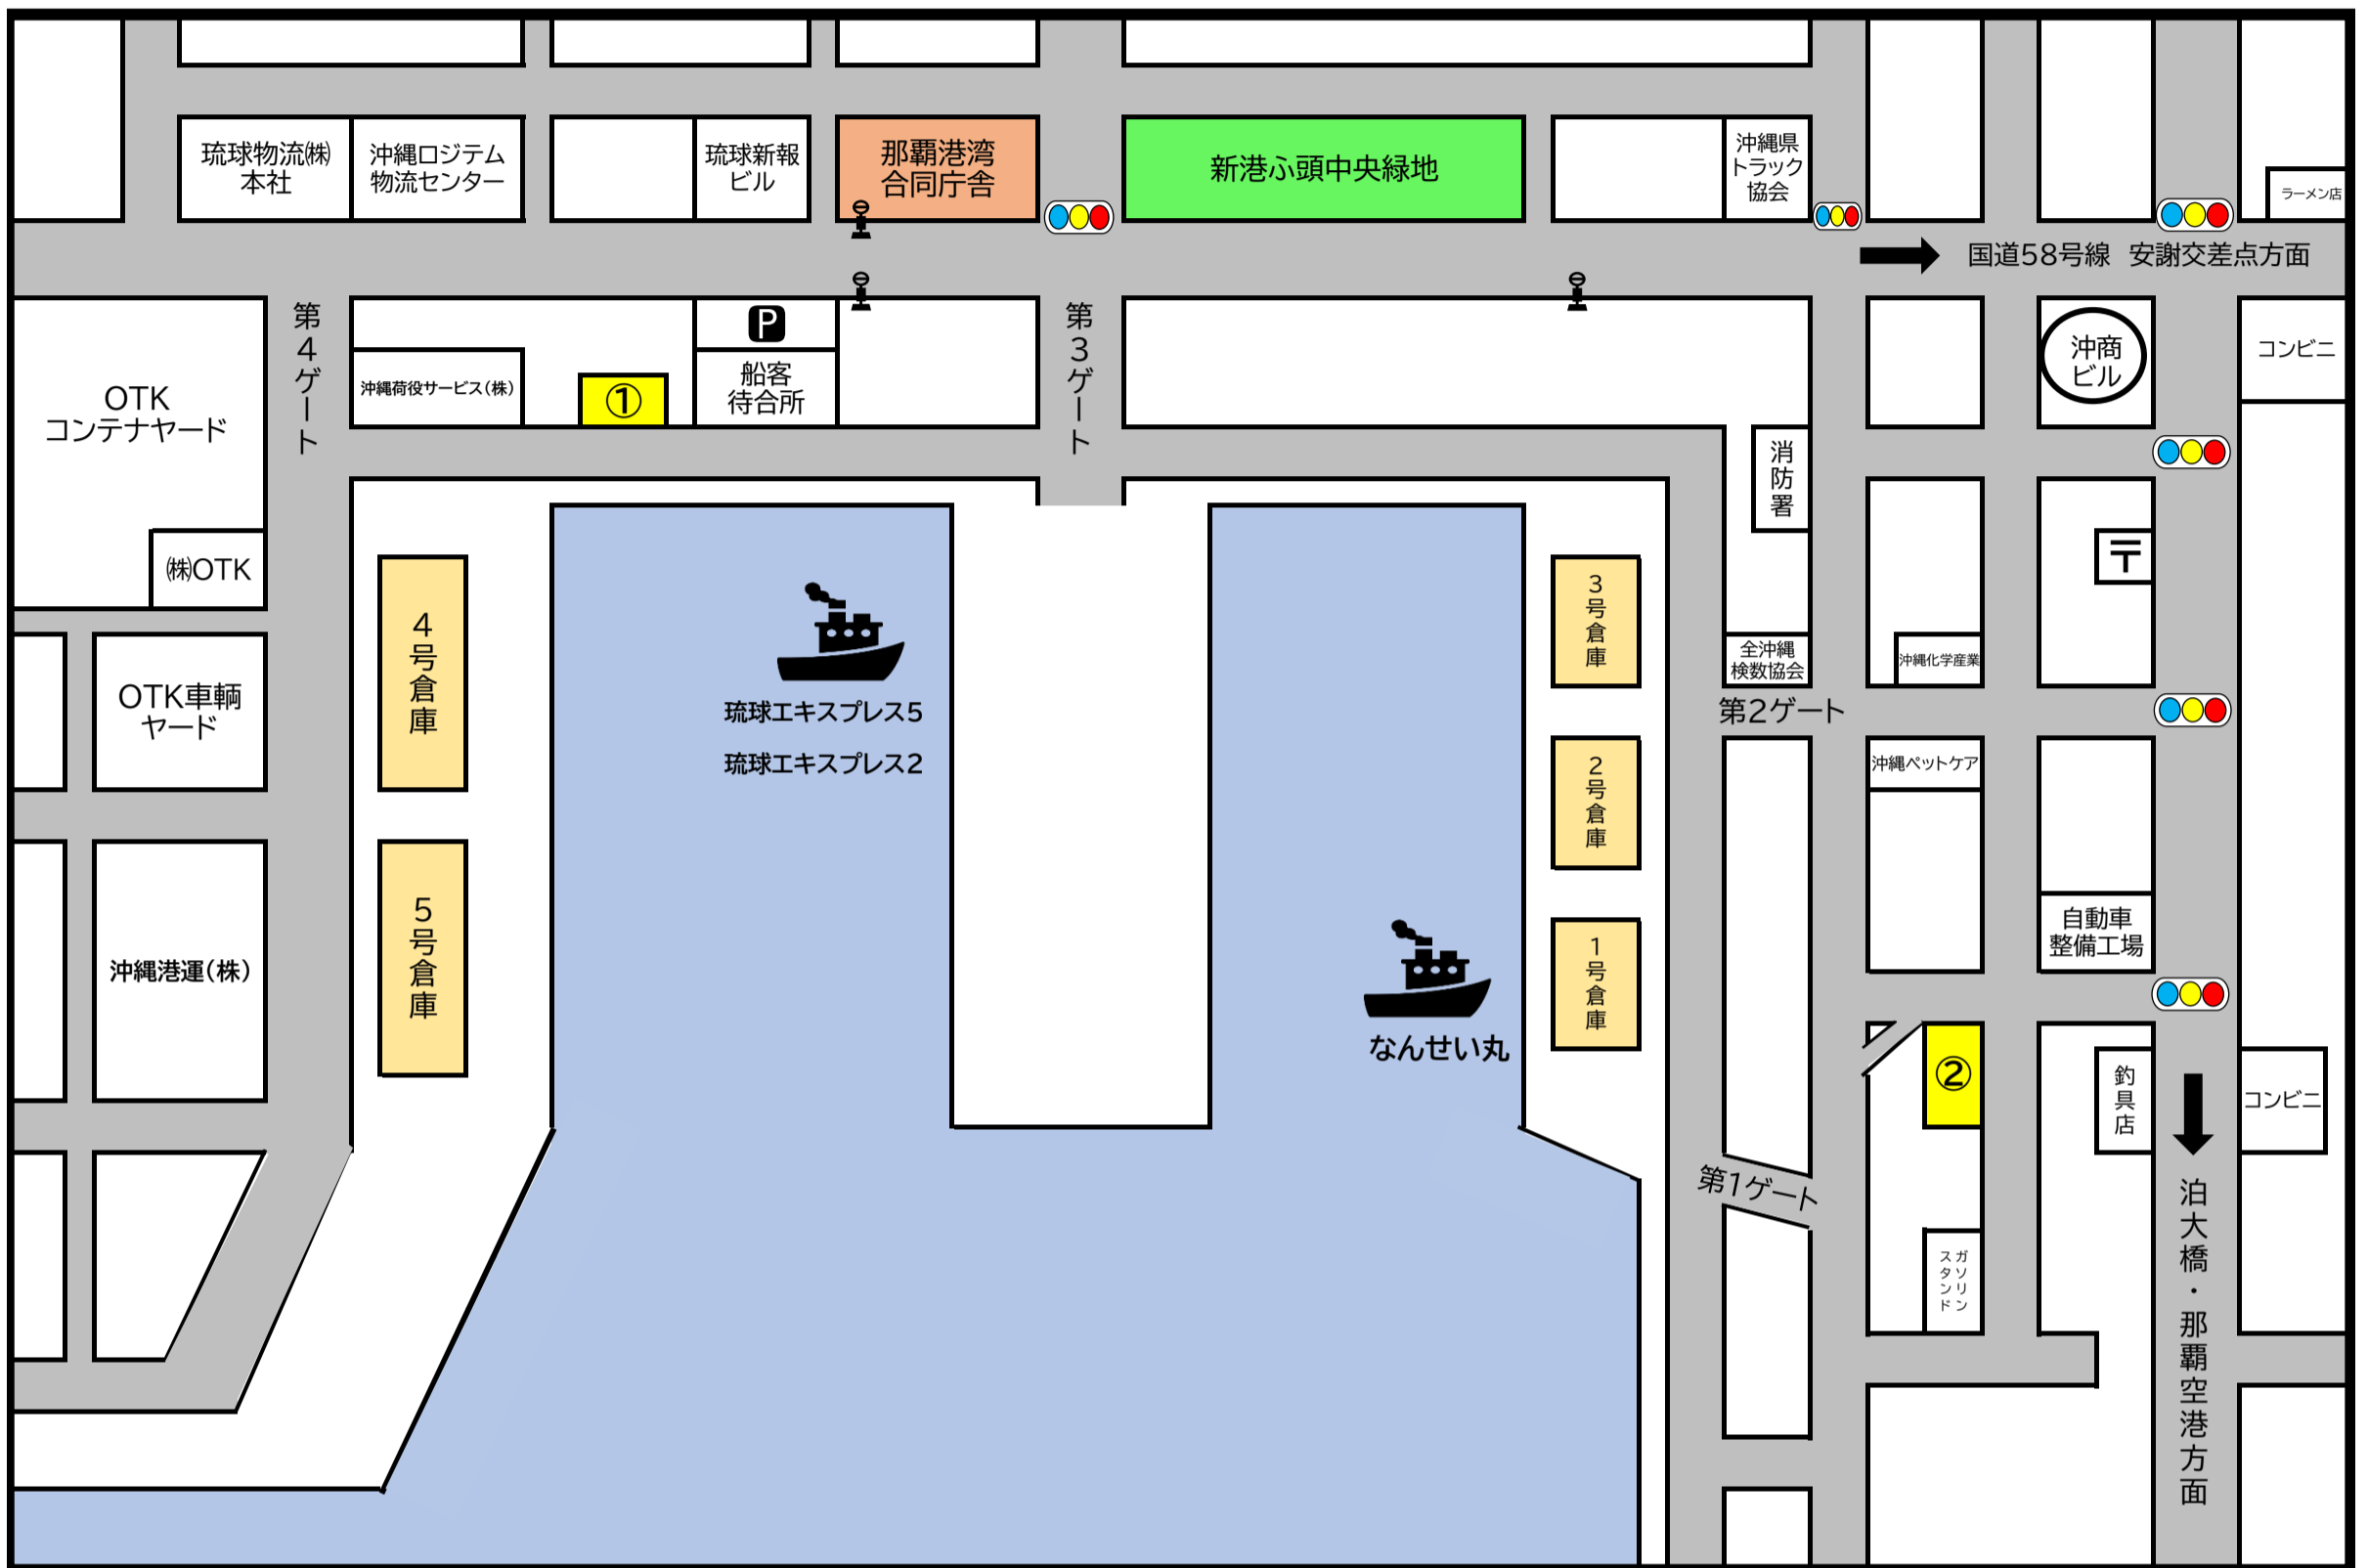 琉球物流㈱
本社
沖縄ロジテム
物流センター
琉球新報
ビル
那覇港湾
合同庁舎
新港ふ頭中央緑地
沖縄県
トラック
協会
ラーメン店
国道58号線 安謝交差点方面
第4ゲート
P
第3ゲート
沖商
ビル
コンビニ
OTK
コンテナヤード
沖縄荷役サービス(株)
①
船客
待合所
消防署
㈱OTK
〒
4号倉庫
3号倉庫
全沖縄
検数協会
沖縄化学産業
OTK車輌
ヤード
琉球エキスプレス5
琉球エキスプレス2
第2ゲート
2号倉庫
沖縄ペットケア
5号倉庫
沖縄港運(株)
1号倉庫
自動車
整備工場
なんせい丸
②
釣具店
コンビニ
第1ゲート
ガソリン
スタンド
泊大橋・那覇空港方面